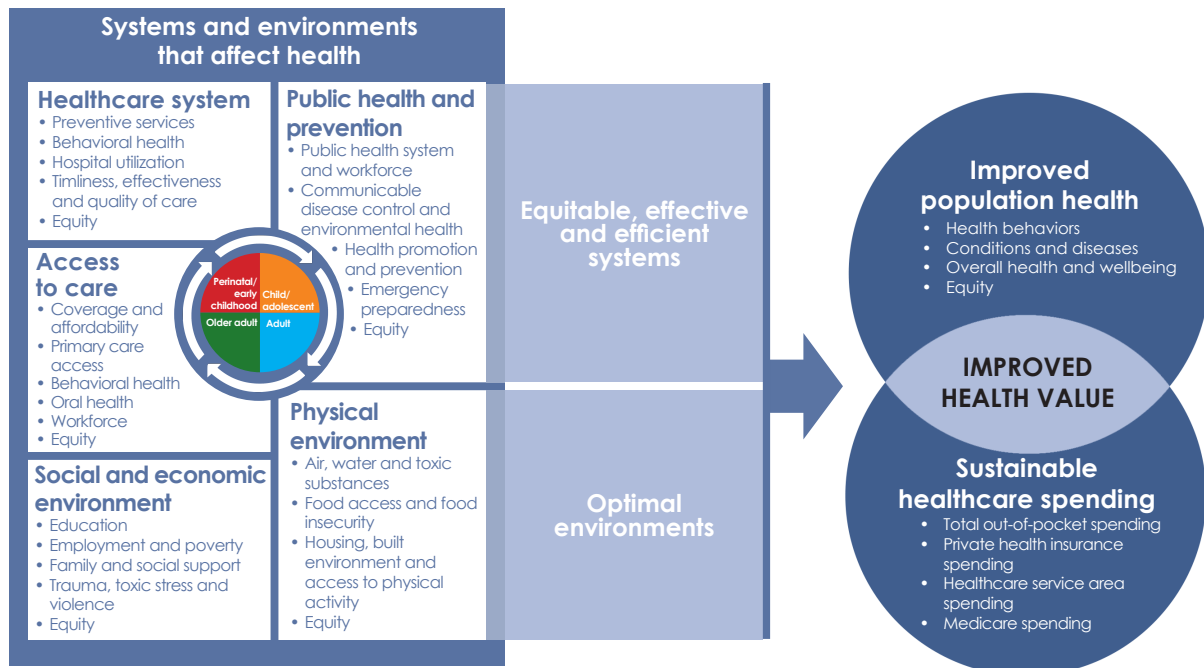 Systems and environments
that affect health
Healthcare system
• Preventive services
• Behavioral health
• Hospital utilization
• Timliness, effectiveness
and quality of care
• Equity
Public health and
prevention
• Public health system
and workforce
• Communicable
disease control and
environmental health
• Health promotion
and prevention
• Emergency
preparedness
• Equity
Access
to care
• Coverage and
affordability
• Primary care
access
• Behavioral health
• Oral health
• Workforce
• Equity
Perinatal/
early
childhood
Child/
adolescent
Older adult
Adult
Social and economic
environment
• Education
• Employment and poverty
• Family and social support
• Trauma, toxic stress and
violence
• Equity
Physical
environment
• Air, water and toxic
substances
• Food access and food
insecurity
• Housing, built
environment and
access to physical
activity
• Equity
Equitable, effective
and efficient
systems
Optimal
environments
Improved
population health
• Health behaviors
• Conditions and diseases
• Overall health and wellbeing
• Equity
IMPROVED
HEALTH VALUE
Sustainable
healthcare spending
• Total out-of-pocket spending
• Private health insurance
spending
• Healthcare service area
spending
• Medicare spending